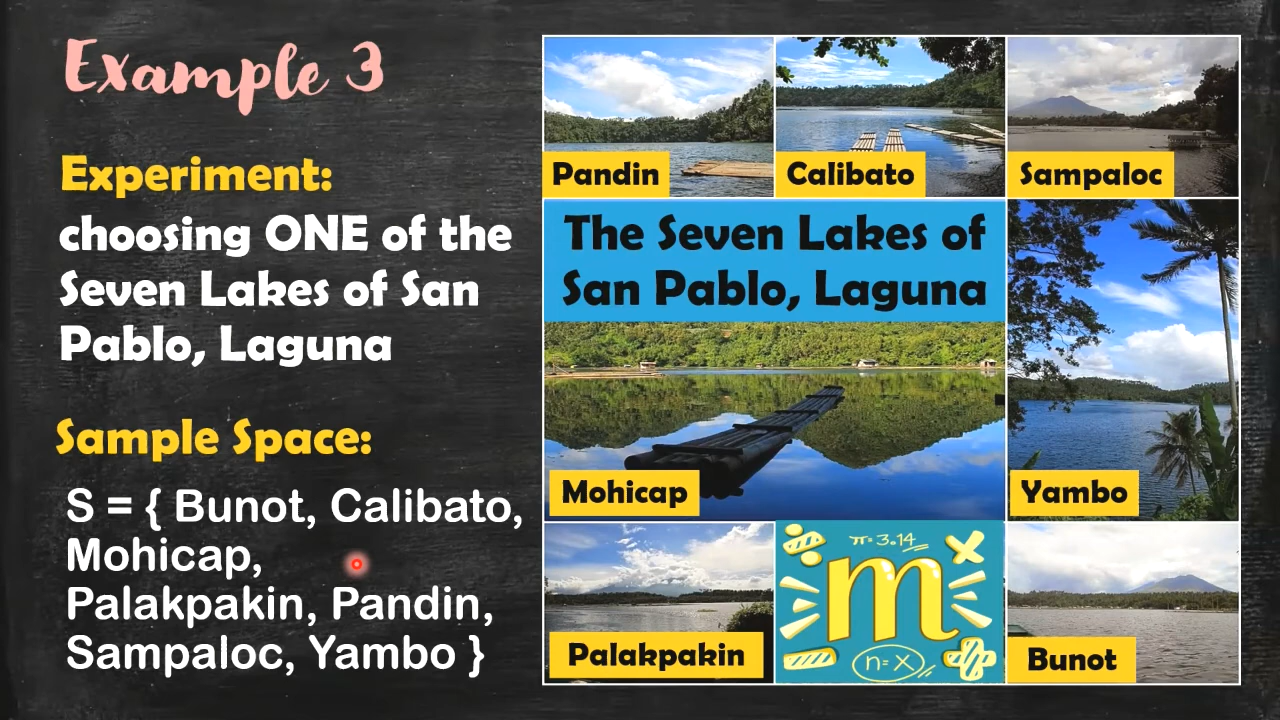 Example 3
Experiment:
choosing ONE of the
Seven Lakes of San
Pablo, Laguna
Sample Space:
S = { Bunot, Calibato,
Mohicap,
Palakpakin, Pandin,
Sampaloc, Yambo }
Pandin
Calibato
Sampaloc
The Seven Lakes of
San Pablo, Laguna
Mohicap
Yambo
Palakpakin
π=3.14
m
n=x
Bunot